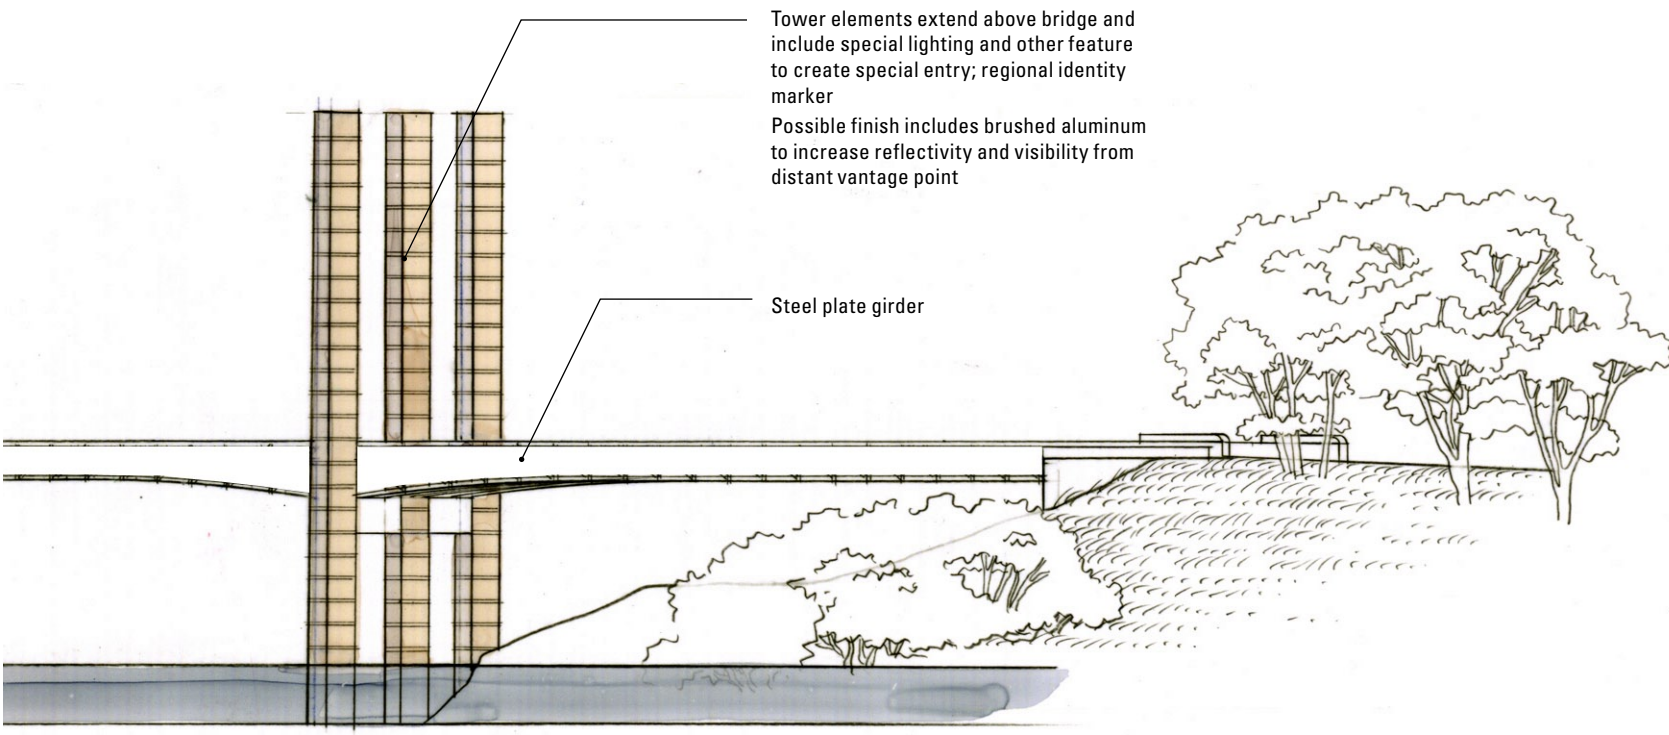 Tower elements extend above bridge and
include special lighting and other feature
to create special entry; regional identity
marker
Possible finish includes brushed aluminum
to increase reflectivity and visibility from
distant vantage point
Steel plate girder